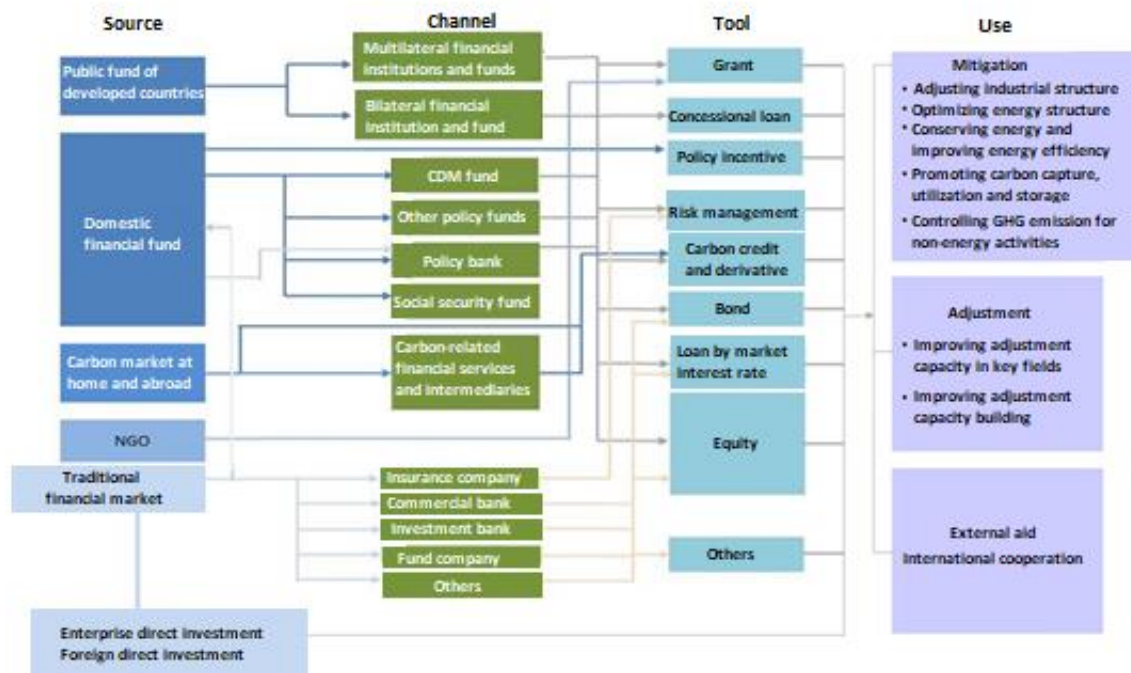 Source
Channel
Tool
Use
Public fund of
developed countries
Domestic
financial fund
Carbon market at
home and abroad
NGO
Traditional
financial market
Enterprise direct investment
Foreign direct investment
Multilateral financial
institutions and funds
Bilateral financial
institution and fund
CDM fund
Other policy funds
Policy bank
Social security fund
Carbon-related
financial services
and intermediaries
Insurance company
Commercial bank
Investment bank
Fund company
Others
Grant
Concessional loan
Policy incentive
Risk management
Carbon credit
and derivative
Bond
Loan by market
interest rate
Equity
Others
Mitigation
• Adjusting industrial structure
• Optimizing energy structure
• Conserving energy and
improving energy efficiency
• Promoting carbon capture,
utilization and storage
• Controlling GHG emission for
non-energy activities
Adjustment
• Improving adjustment
capacity in key fields
• Improving adjustment
capacity building
External aid
International cooperation